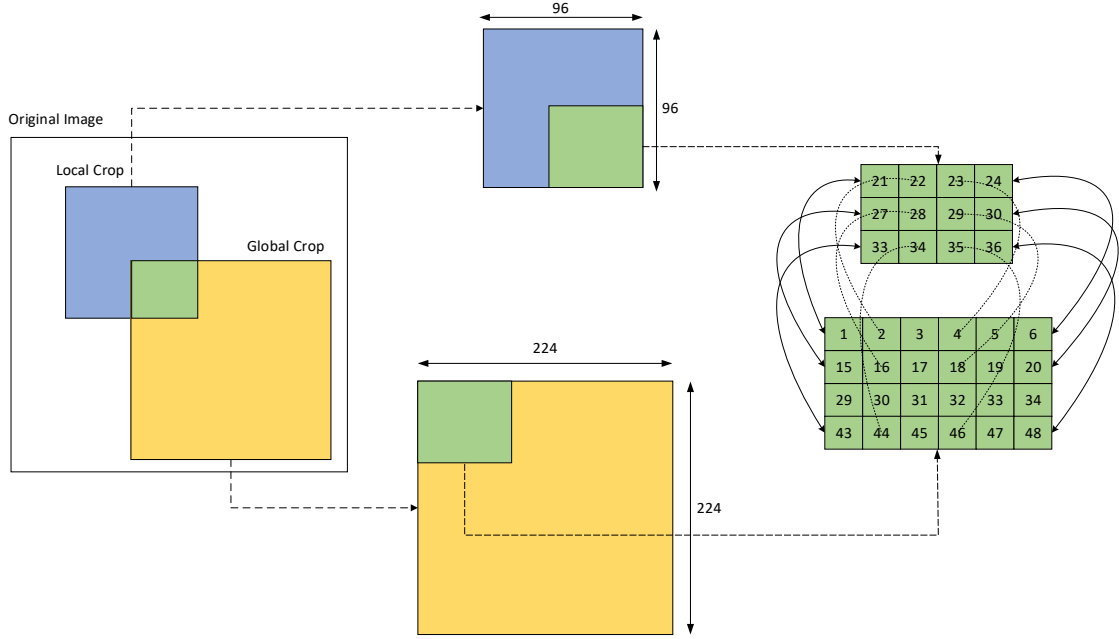 96
96
Original Image
Local Crop
Global Crop
21 22 23 24
27 28 29 30
33 34 35 36
1 2 3 4 5 6
15 16 17 18 19 20
29 30 31 32 33 34
43 44 45 46 47 48
224
224